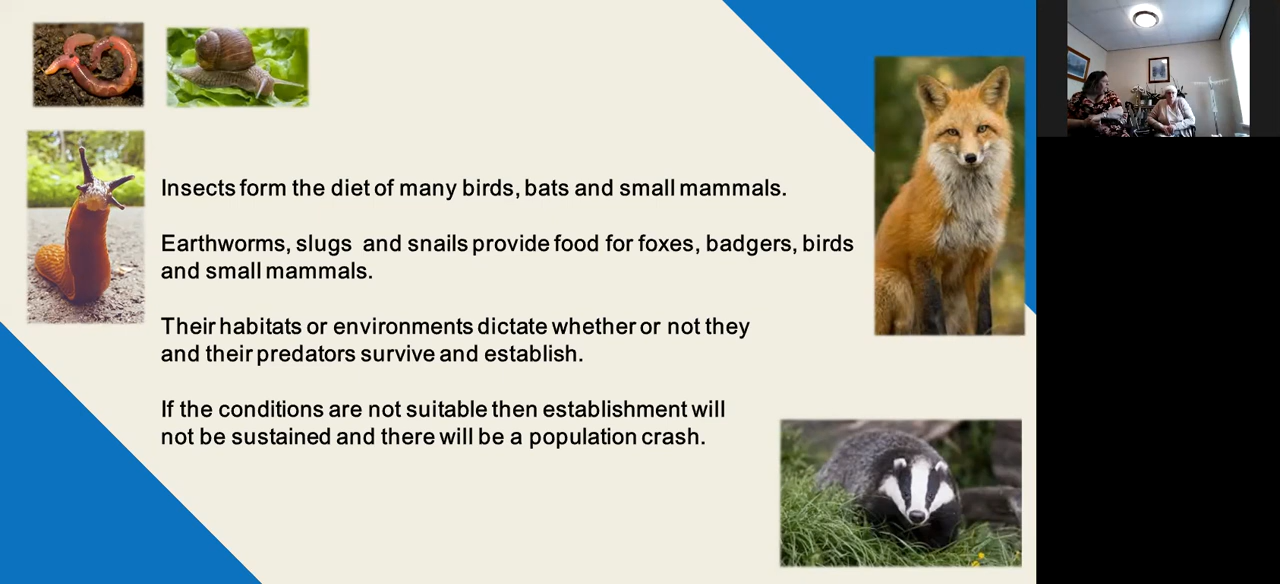 Insects form the diet of many birds, bats and small mammals.
Earthworms, slugs  and snails provide food for foxes, badgers, birds
and small mammals.
Their habitats or environments dictate whether or not they
and their predators survive and establish.
If the conditions are not suitable then establishment will
not be sustained and there will be a population crash.